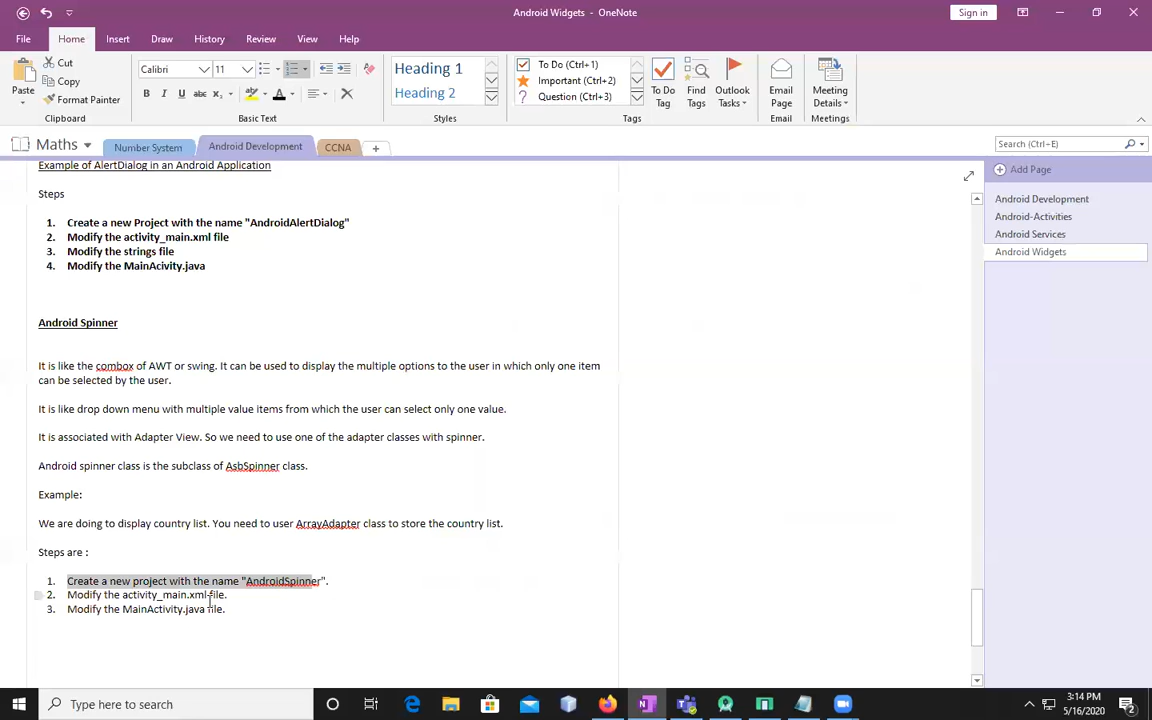 Android Widgets - OneNote
Sign in
File Home Insert Draw History Review View Help
Paste
Cut
Copy
Format Painter
Clipboard
Calibri 11
B I U abc x₂ A
Basic Text
Heading 1
Heading 2
Styles
To Do (Ctrl+1)
Important (Ctrl+2)
Question (Ctrl+3)
To Do Tag
Find Tags
Outlook Tasks
Tags
Email Page
Email
Meeting Details
Meetings
Maths Number System Android Development CCNA +
Search (Ctrl+E)
Add Page
Android Development
Android-Activities
Android Services
Android Widgets
Example of AlertDialog in an Android Application
Steps
1. Create a new Project with the name "AndroidAlertDialog"
2. Modify the activity_main.xml file
3. Modify the strings file
4. Modify the MainAcivity.java
Android Spinner
It is like the combox of AWT or swing. It can be used to display the multiple options to the user in which only one item
can be selected by the user.
It is like drop down menu with multiple value items from which the user can select only one value.
It is associated with Adapter View. So we need to use one of the adapter classes with spinner.
Android spinner class is the subclass of AsbSpinner class.
Example:
We are doing to display country list. You need to user ArrayAdapter class to store the country list.
Steps are :
1. Create a new project with the name "AndroidSpinner".
2. Modify the activity_main.xml file.
3. Modify the MainActivity.java file.
Type here to search
3:14 PM
5/16/2020
2